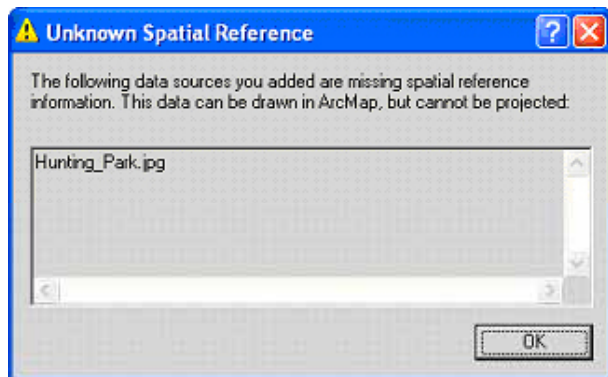 Unknown Spatial Reference
The following data sources you added are missing spatial reference
information. This data can be drawn in ArcMap, but cannot be projected:
Hunting_Park.jpg
OK